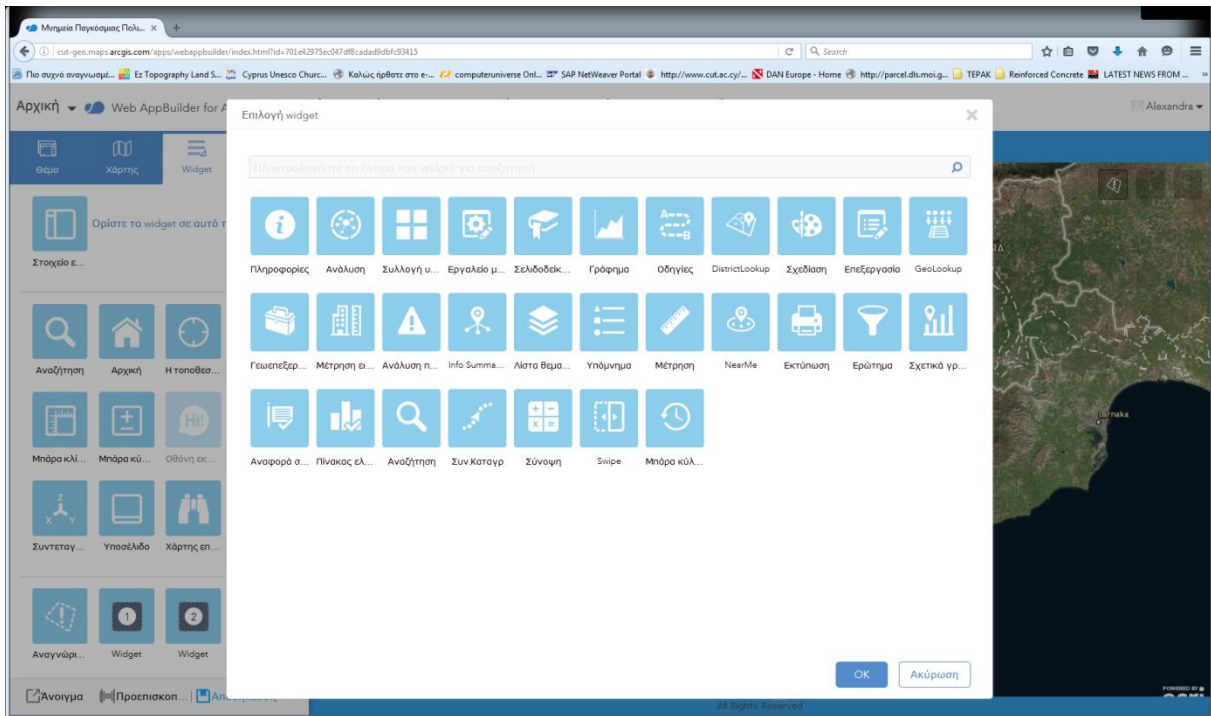 Μνημεία Παγκόσμιας Πολι... × +
cut-geo.maps.arcgis.com/apps/webappbuilder/index.html?id=701e42975ec047df8cadad9dbfc93415
Search
Πιο συχνά αναγνωσμέ... Ez Topography Land S... Cyprus Unesco Churc... Καλώς ήρθατε στο e-... computeruniverse Onl... SAP NetWeaver Portal http://www.cut.ac.cy/... DAN Europe - Home http://parcel.dls.moi.g... TEPAK Reinforced Concrete LATEST NEWS FROM ... »
Αρχική Web AppBuilder for A
Alexandra
Επιλογή widget
Θέμα Χάρτης Widget
Πληκτρολογήστε το όνομα του widget για αναζήτηση
Ορίστε τα widget σε αυτό τ
Στοιχείο ε...
Πληροφορίες Ανάλυση Συλλογή υ... Εργαλείο μ... Σελιδοδείκ... Γράφημα Οδηγίες DistrictLookup Σχεδίαση Επεξεργασία GeoLookup
Αναζήτηση Αρχική Η τοποθεσ...
Γεωεπεξερ... Μέτρηση ει... Ανάλυση π... Info Summa... Λίστα θεμα... Υπόμνημα Μέτρηση NearMe Εκτύπωση Ερώτημα Σχετικά γρ...
Larnaka
Hi!
Μπάρα κλί... Μπάρα κύ... Οθόνη εκ...
Αναφορά σ... Πίνακας ελ... Αναζήτηση Συν.Καταγρ Σύνοψη Swipe Μπάρα κύλ...
Συντεταγ... Υποσέλιδο Χάρτης επ...
1 2
Αναγνώρι... Widget Widget
OK Ακύρωση
Άνοιγμα Προεπισκοπ...
POWERED BY
esri
All Rights Reserved